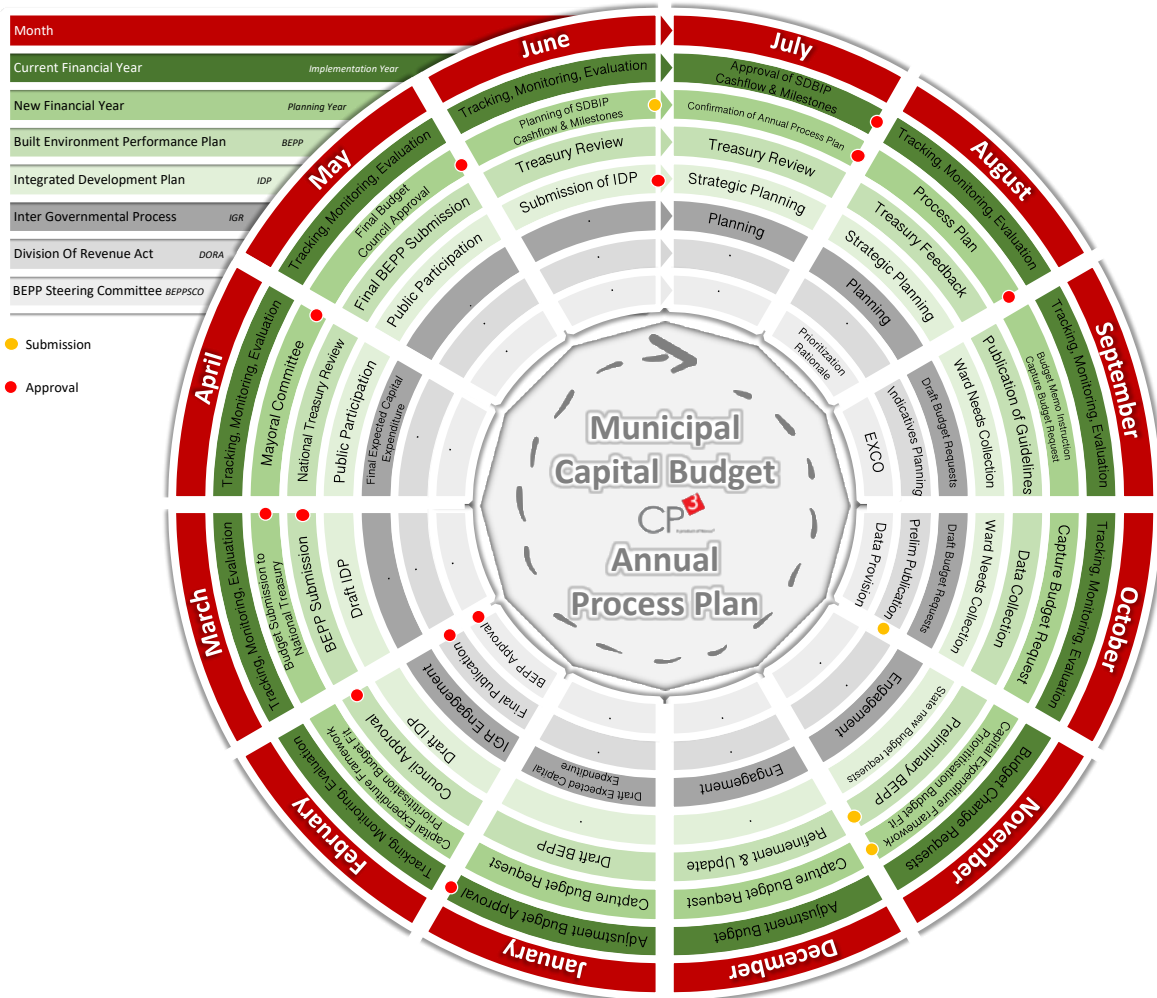 Month
Current Financial Year Implementation Year
New Financial Year Planning Year
Built Environment Performance Plan BEPP
Integrated Development Plan IDP
Inter Governmental Process IGR
Division Of Revenue Act DORA
BEPP Steering Committee BEPPSCO
Submission
Approval
Municipal
Capital Budget
CP3
Annual
Process Plan
July
Approval of SDBIP
Cashflow & Milestones
Confirmation of Annual Process Plan
Treasury Review
Strategic Planning
Planning
August
Tracking, Monitoring, Evaluation
Process Plan
Treasury Feedback
Strategic Planning
Planning
Prioritization
Rationale
September
Tracking, Monitoring, Evaluation
Budget Memo Instruction
Capture Budget Request
Publication of Guidelines
Ward Needs Collection
Draft Budget Requests
Indicatives Planning
EXCO
October
Tracking, Monitoring, Evaluation
Capture Budget Request
Data Collection
Ward Needs Collection
Draft Budget Requests
Prelim Publication
Data Provision
November
Budget Change Requests
Capital Expenditure Framework
Prioritisation Budget Fit
Preliminary BEPP
State new Budget requests
Engagement
December
Adjustment Budget
Capture Budget Request
Refinement & Update
Engagement
January
Adjustment Budget Approval
Capture Budget Request
Draft BEPP
Draft Expected Capital
Expenditure
February
Tracking, Monitoring, Evaluation
Capital Expenditure Framework
Prioritisation Budget Fit
Council Approval
Draft IDP
IGR Engagement
Final Publication
BEPP Approval
March
Tracking, Monitoring, Evaluation
Budget Submission to
National Treasury
BEPP Submission
Draft IDP
April
Tracking, Monitoring, Evaluation
Mayoral Committee
National Treasury Review
Public Participation
Final Expected Capital
Expenditure
May
Tracking, Monitoring, Evaluation
Final Budget
Council Approval
Final BEPP Submission
Public Participation
June
Tracking, Monitoring, Evaluation
Planning of SDBIP
Cashflow & Milestones
Treasury Review
Submission of IDP